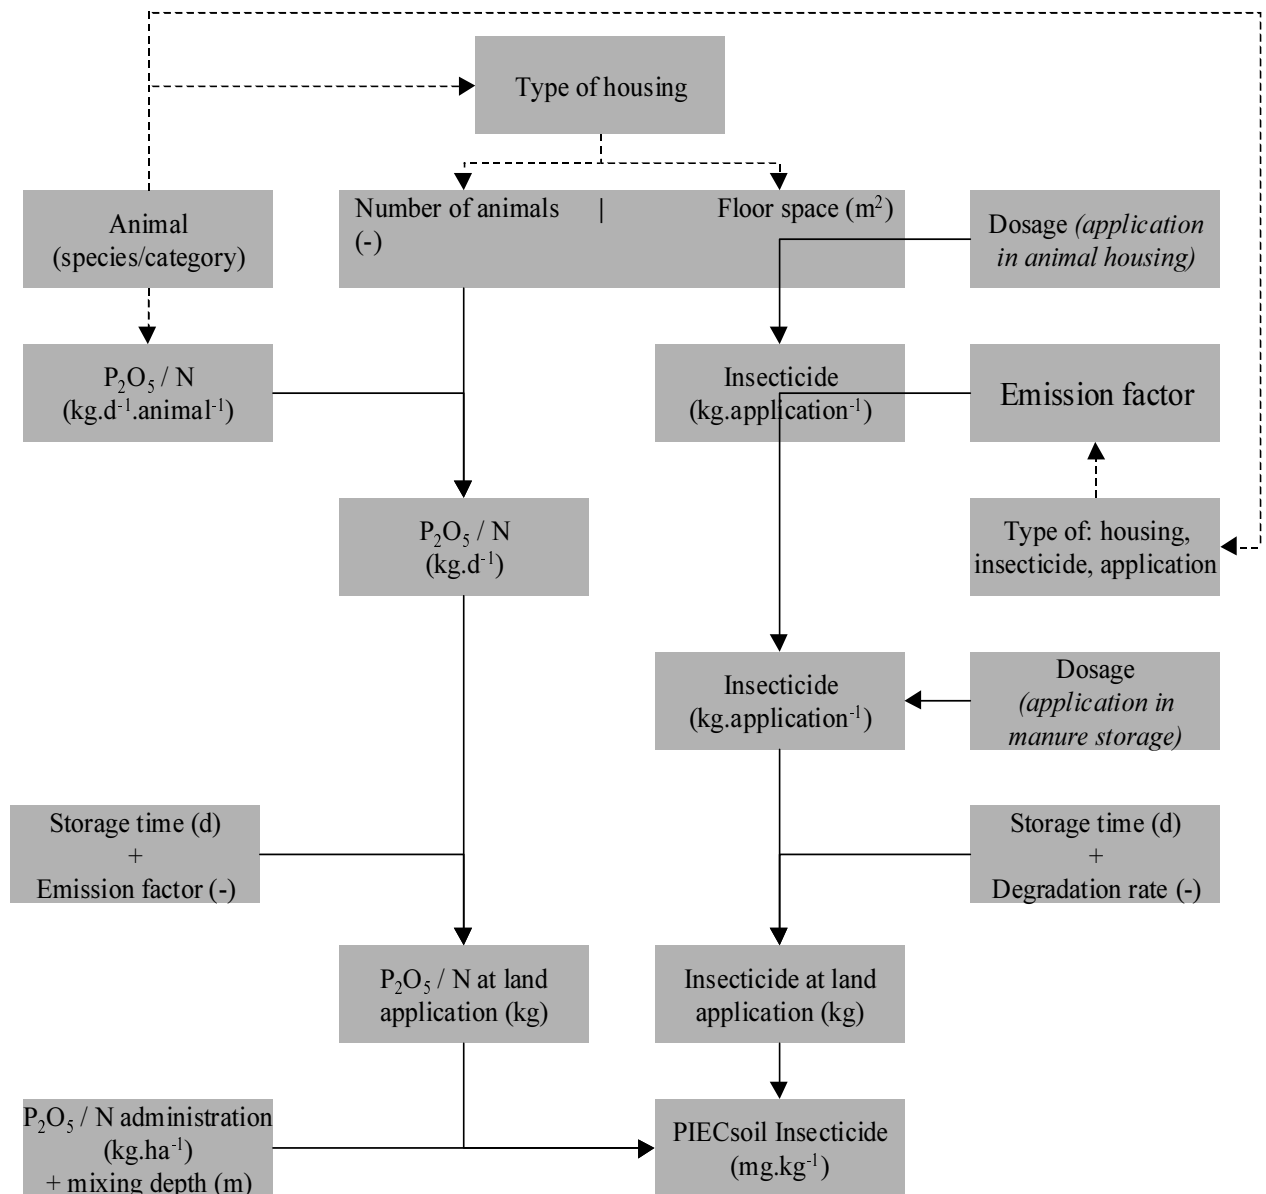 Type of housing
Animal
(species/category)
Number of animals | Floor space (m²)
(-)
Dosage (application
in animal housing)
P₂O₅ / N
(kg.d⁻¹.animal⁻¹)
Insecticide
(kg.application⁻¹)
Emission factor
P₂O₅ / N
(kg.d⁻¹)
Type of: housing,
insecticide, application
Insecticide
(kg.application⁻¹)
Dosage
(application in
manure storage)
Storage time (d)
+
Emission factor (-)
Storage time (d)
+
Degradation rate (-)
P₂O₅ / N at land
application (kg)
Insecticide at land
application (kg)
P₂O₅ / N administration
(kg.ha⁻¹)
+ mixing depth (m)
PIECsoil Insecticide
(mg.kg⁻¹)